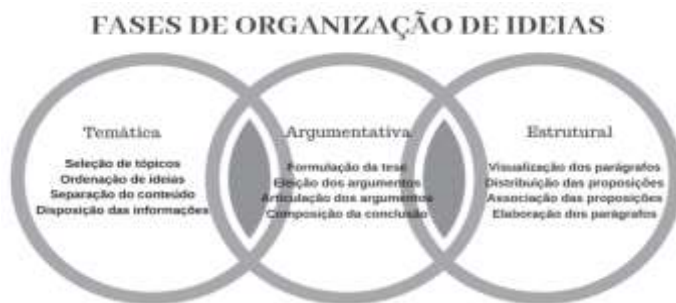 FASES DE ORGANIZAÇÃO DE IDEIAS
Temática
Seleção de tópicos
Ordenação de ideias
Separação do conteúdo
Disposição das informações
Argumentativa
Formulação da tese
Eleição dos argumentos
Articulação dos argumentos
Composição da conclusão
Estrutural
Visualização dos parágrafos
Distribuição das proposições
Associação das proposições
Elaboração dos parágrafos